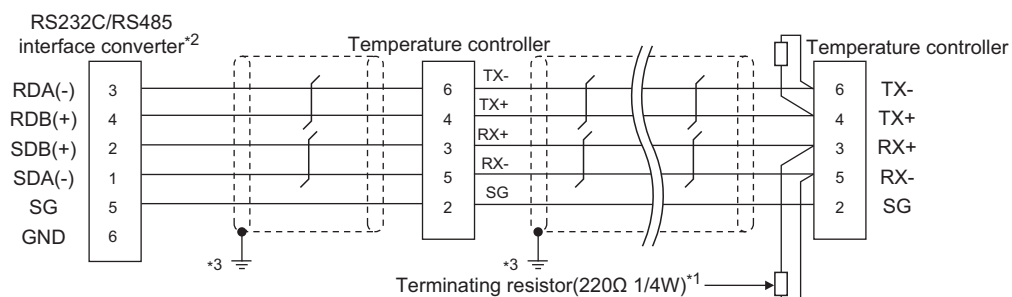 RS232C/RS485
interface converter*2
Temperature controller
Temperature controller
RDA(-) 3 6 TX- 6 TX-
RDB(+) 4 4 TX+ 4 TX+
SDB(+) 2 3 RX+ 3 RX+
SDA(-) 1 5 RX- 5 RX-
SG 5 2 SG 2 SG
GND 6
*3 *3
Terminating resistor(220Ω 1/4W)*1